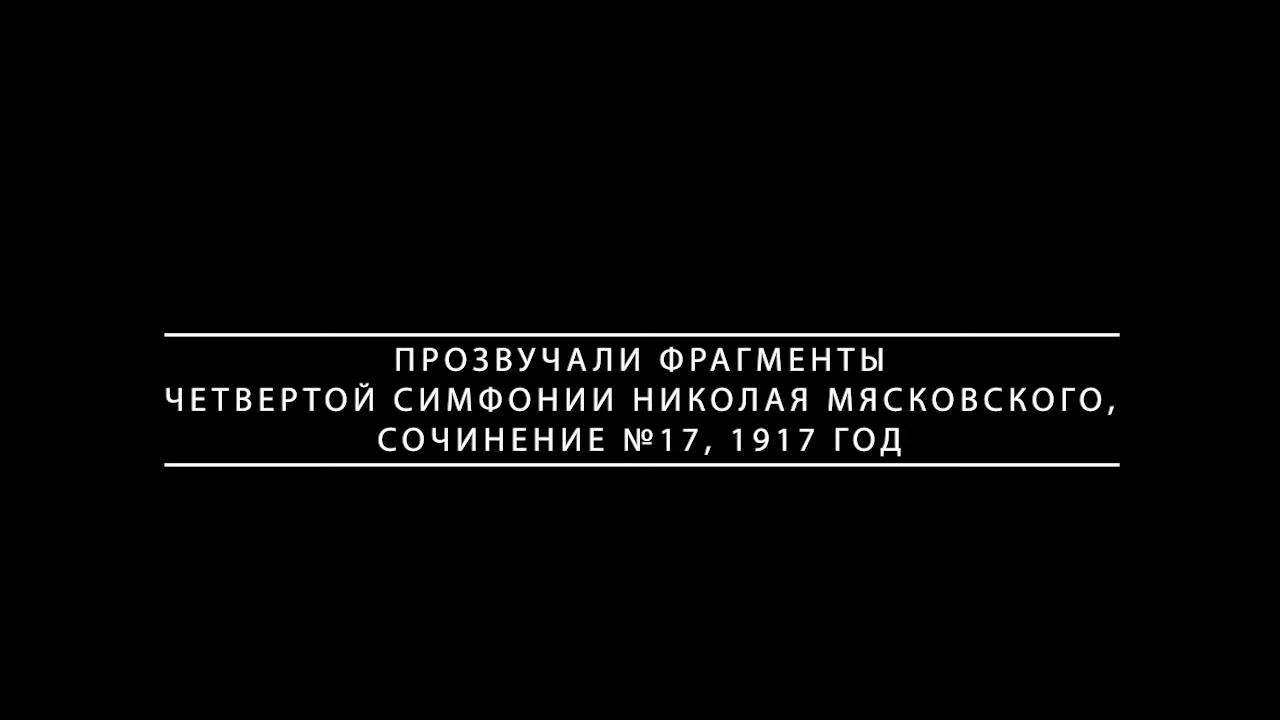 ПРОЗВУЧАЛИ ФРАГМЕНТЫ
ЧЕТВЕРТОЙ СИМФОНИИ НИКОЛАЯ МЯСКОВСКОГО,
СОЧИНЕНИЕ №17, 1917 ГОД